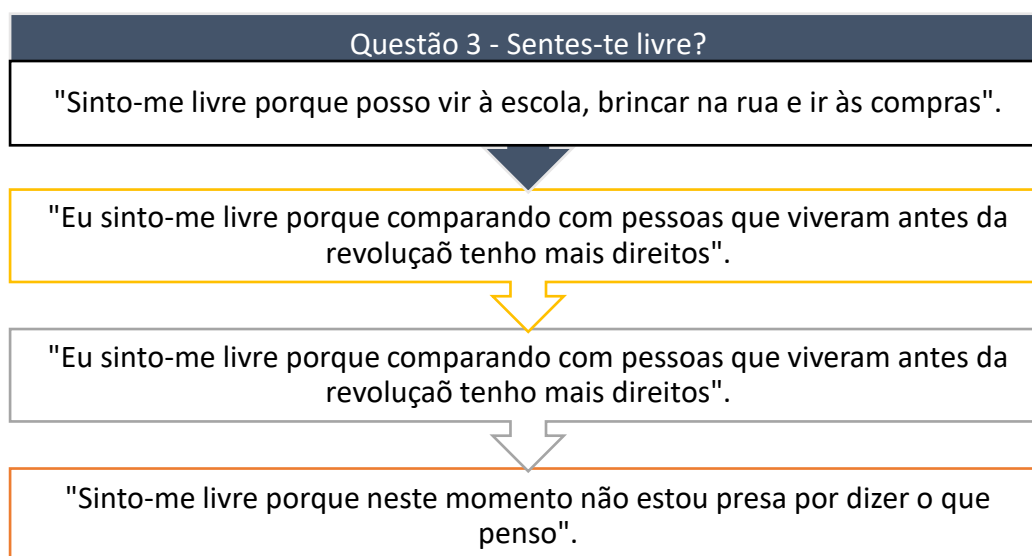 Questão 3 - Sentes-te livre?
"Sinto-me livre porque posso vir à escola, brincar na rua e ir às compras".
"Eu sinto-me livre porque comparando com pessoas que viveram antes da
revoluçaõ tenho mais direitos".
"Eu sinto-me livre porque comparando com pessoas que viveram antes da
revoluçaõ tenho mais direitos".
"Sinto-me livre porque neste momento não estou presa por dizer o que
penso".